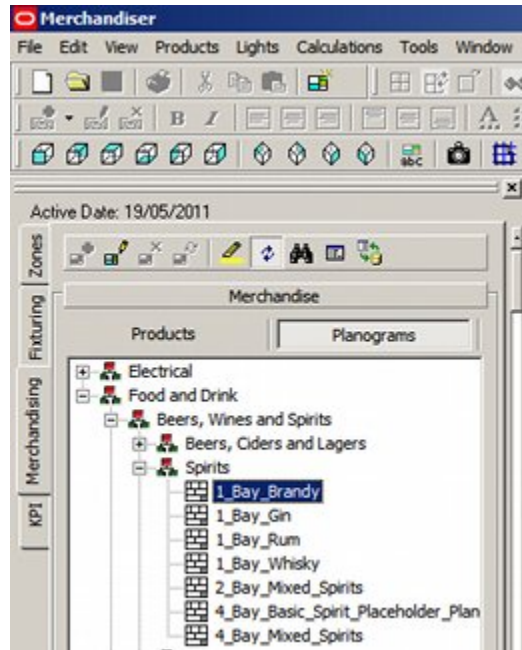 Merchandiser
File Edit View Products Lights Calculations Tools Window
B I A
abc
Active Date: 19/05/2011
Zones
Fixturing
Merchandising
KPI
Merchandise
Products Planograms
Electrical
Food and Drink
Beers, Wines and Spirits
Beers, Ciders and Lagers
Spirits
1_Bay_Brandy
1_Bay_Gin
1_Bay_Rum
1_Bay_Whisky
2_Bay_Mixed_Spirits
4_Bay_Basic_Spirit_Placeholder_Plan
4_Bay_Mixed_Spirits